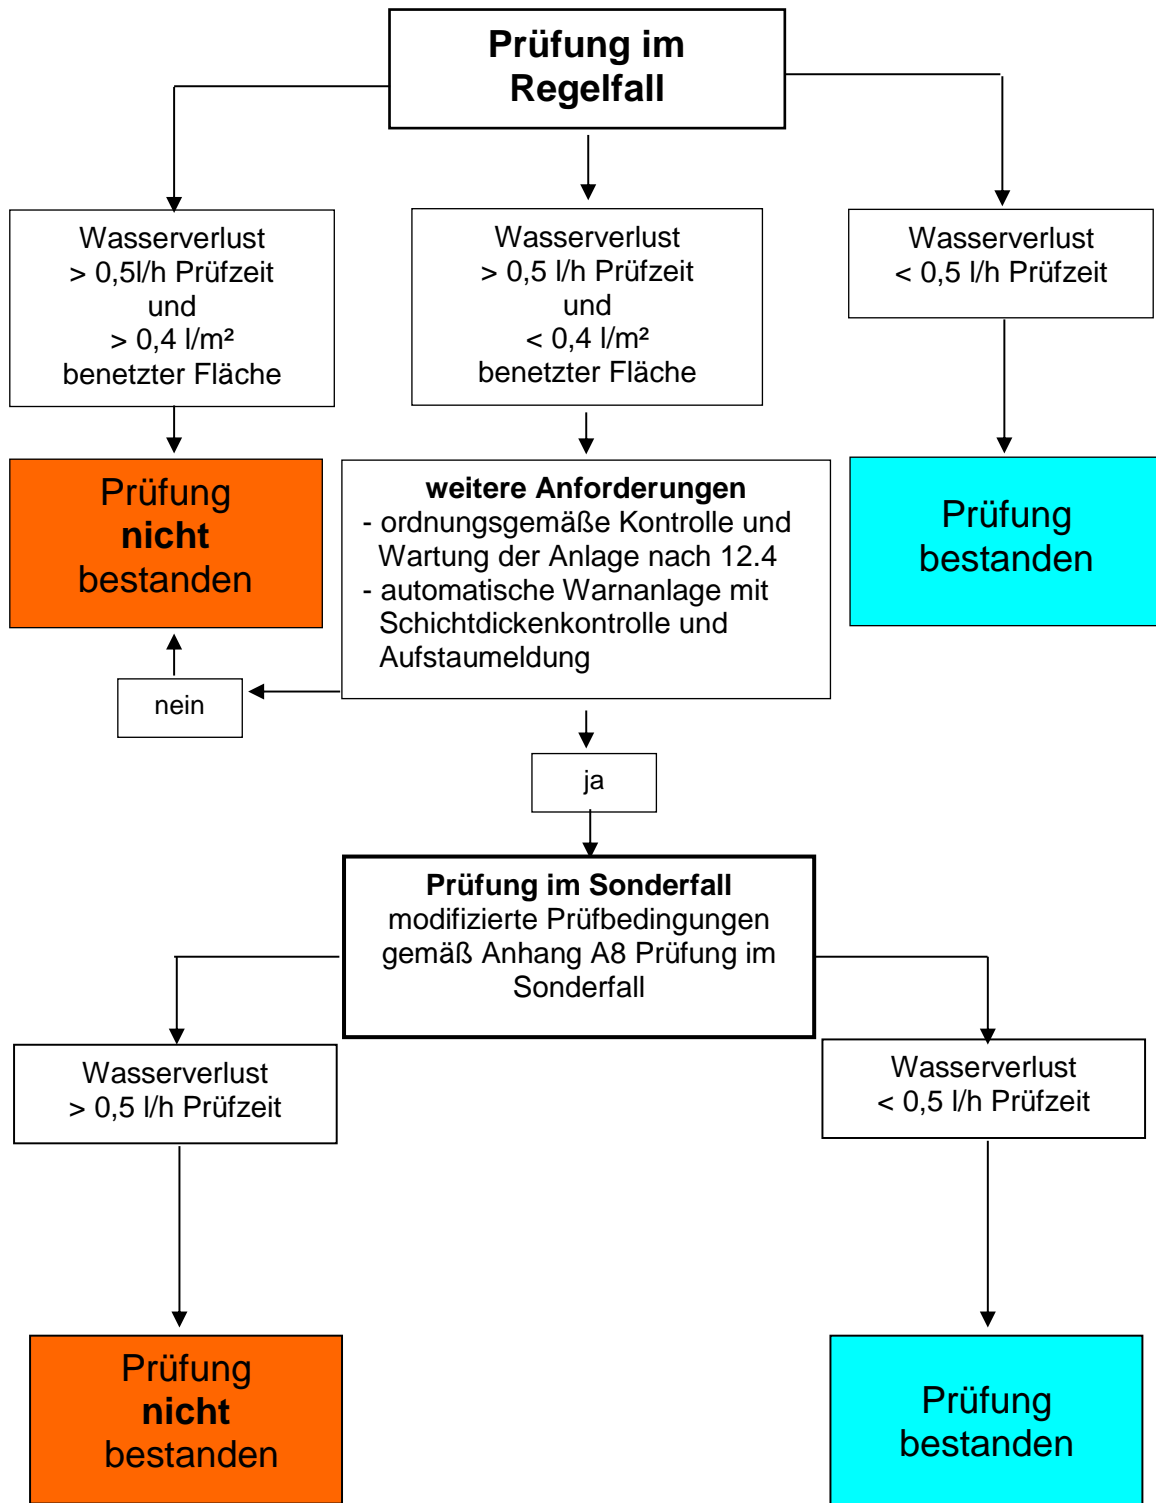 Prüfung im
Regelfall
Wasserverlust
> 0,5l/h Prüfzeit
und
> 0,4 l/m²
benetzter Fläche
Wasserverlust
> 0,5 l/h Prüfzeit
und
< 0,4 l/m²
benetzter Fläche
Wasserverlust
< 0,5 l/h Prüfzeit
Prüfung
nicht
bestanden
weitere Anforderungen
- ordnungsgemäße Kontrolle und
Wartung der Anlage nach 12.4
- automatische Warnanlage mit
Schichtdickenkontrolle und
Aufstaumeldung
Prüfung
bestanden
nein
ja
Prüfung im Sonderfall
modifizierte Prüfbedingungen
gemäß Anhang A8 Prüfung im
Sonderfall
Wasserverlust
> 0,5 l/h Prüfzeit
Wasserverlust
< 0,5 l/h Prüfzeit
Prüfung
nicht
bestanden
Prüfung
bestanden